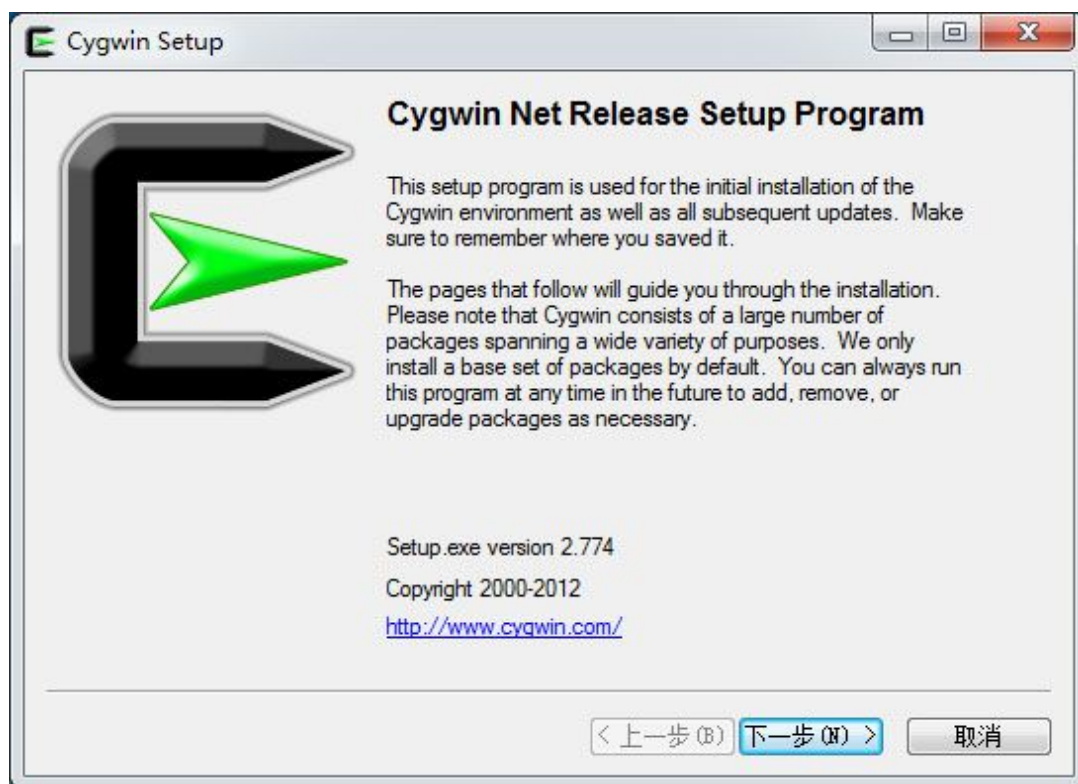 Cygwin Setup
Cygwin Net Release Setup Program
This setup program is used for the initial installation of the
Cygwin environment as well as all subsequent updates.  Make
sure to remember where you saved it.
The pages that follow will guide you through the installation.
Please note that Cygwin consists of a large number of
packages spanning a wide variety of purposes.  We only
install a base set of packages by default.  You can always run
this program at any time in the future to add, remove, or
upgrade packages as necessary.
Setup.exe version 2.774
Copyright 2000-2012
http://www.cygwin.com/
< 上一步(B) 下一步(N) > 取消